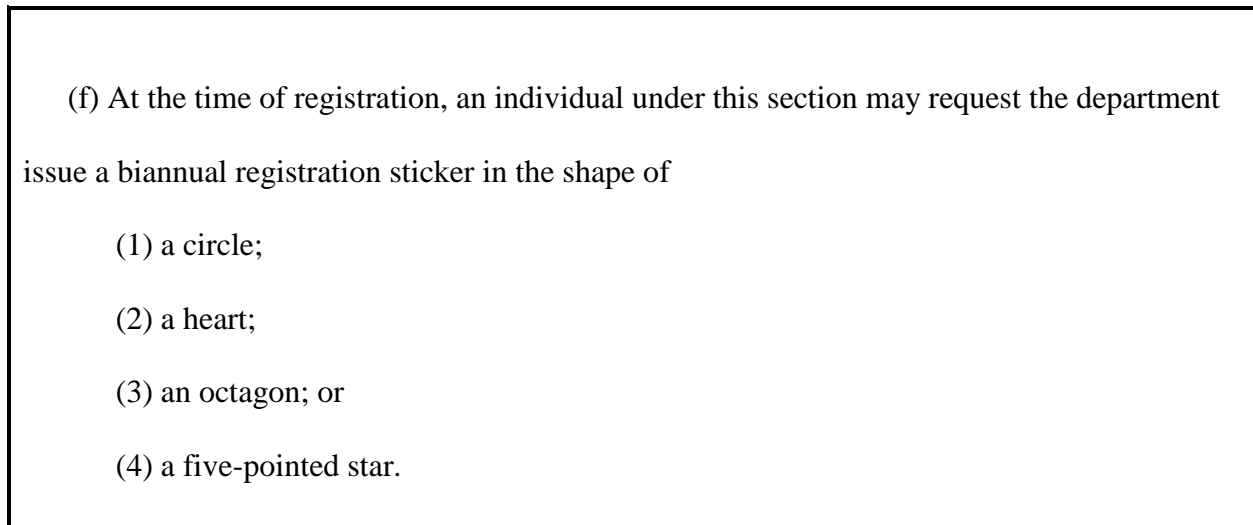 (f) At the time of registration, an individual under this section may request the department
issue a biannual registration sticker in the shape of
(1) a circle;
(2) a heart;
(3) an octagon; or
(4) a five-pointed star.